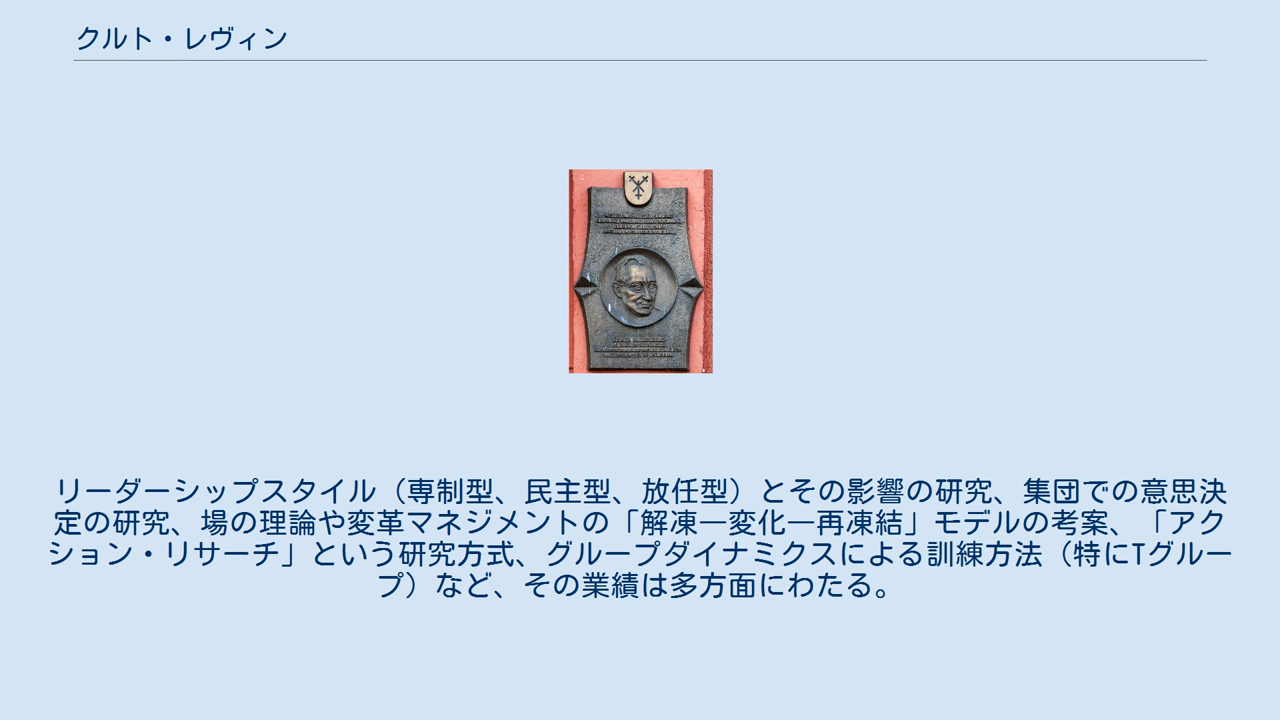 クルト・レヴィン
リーダーシップスタイル（専制型、民主型、放任型）とその影響の研究、集団での意思決
定の研究、場の理論や変革マネジメントの「解凍―変化―再凍結」モデルの考案、「アク
ション・リサーチ」という研究方式、グループダイナミクスによる訓練方法（特にTグルー
プ）など、その業績は多方面にわたる。